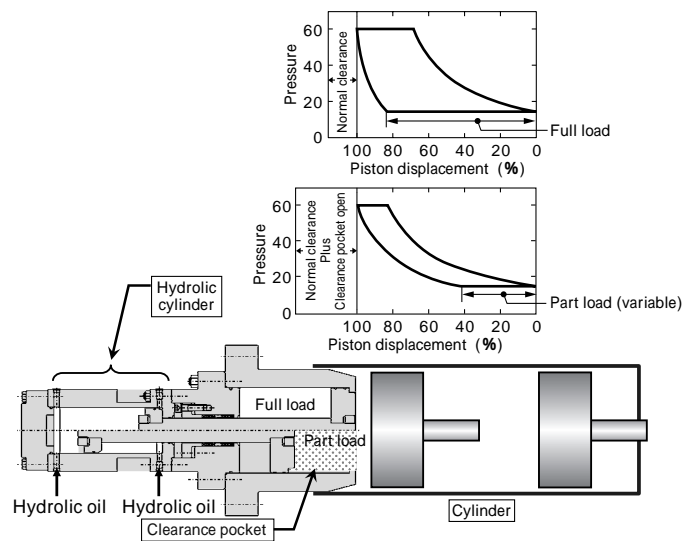 60
40
20
0
Pressure
Normal clearance
100 80 60 40 20 0
Piston displacement (%)
Full load
60
40
20
0
Pressure
Normal clearance
Plus
Clearance pocket open
100 80 60 40 20 0
Piston displacement (%)
Part load (variable)
Hydrolic
cylinder
Full load
Part load
Hydrolic oil
Hydrolic oil
Clearance pocket
Cylinder